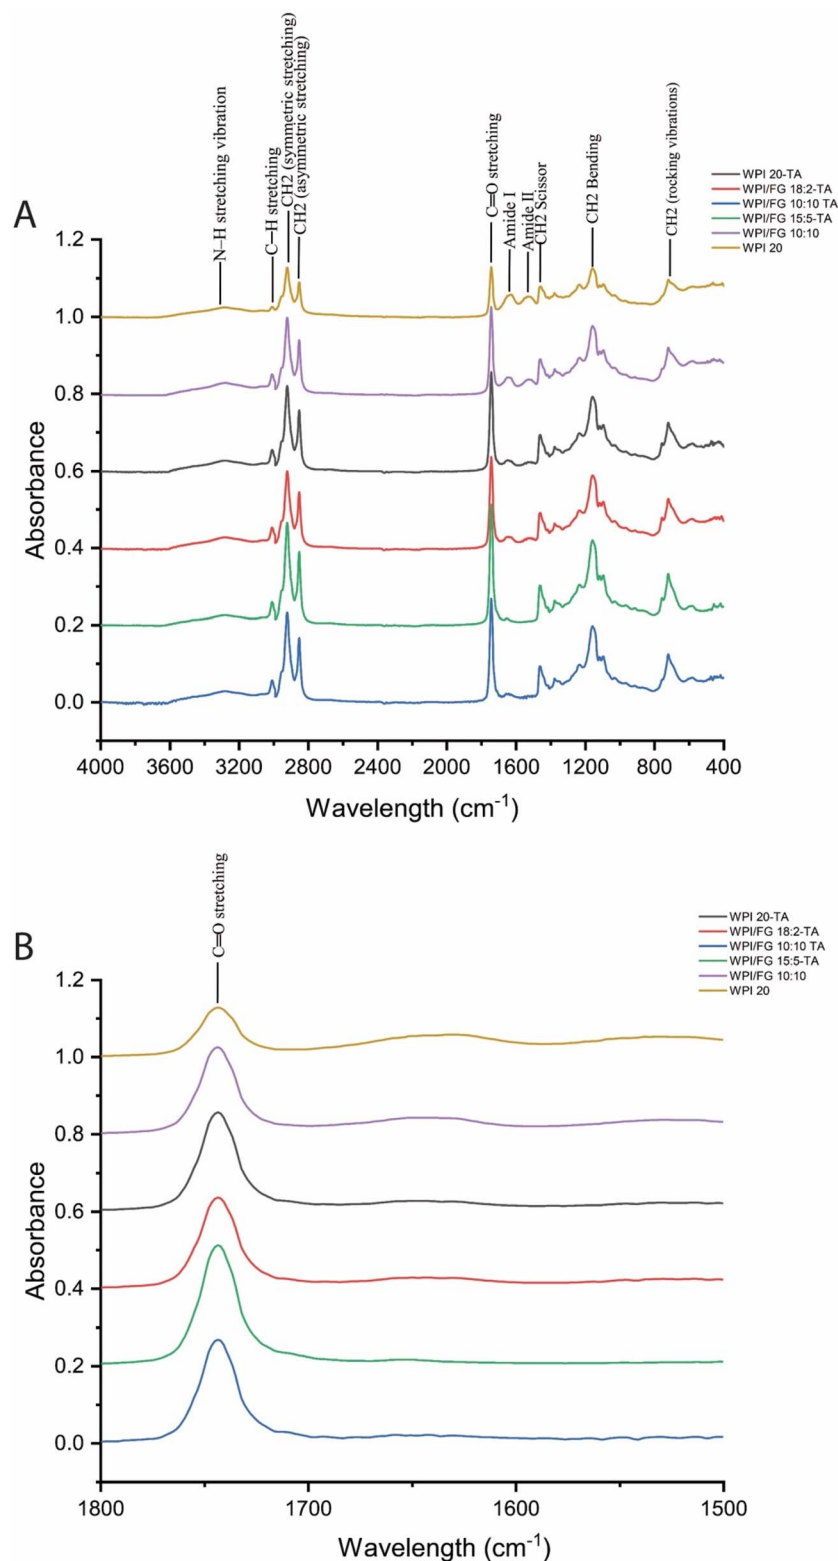 A
N–H stretching vibration
C–H stretching
CH2 (symmetric stretching)
CH2 (asymmetric stretching)
C=O stretching
Amide I
Amide II
CH2 Scissor
CH2 Bending
CH2 (rocking vibrations)
WPI 20-TA
WPI/FG 18:2-TA
WPI/FG 10:10 TA
WPI/FG 15:5-TA
WPI/FG 10:10
WPI 20
Absorbance
1.2
1.0
0.8
0.6
0.4
0.2
0.0
4000 3600 3200 2800 2400 2000 1600 1200 800 400
Wavelength (cm-1)
B
C=O stretching
WPI 20-TA
WPI/FG 18:2-TA
WPI/FG 10:10 TA
WPI/FG 15:5-TA
WPI/FG 10:10
WPI 20
Absorbance
1.2
1.0
0.8
0.6
0.4
0.2
0.0
1800 1700 1600 1500
Wavelength (cm-1)